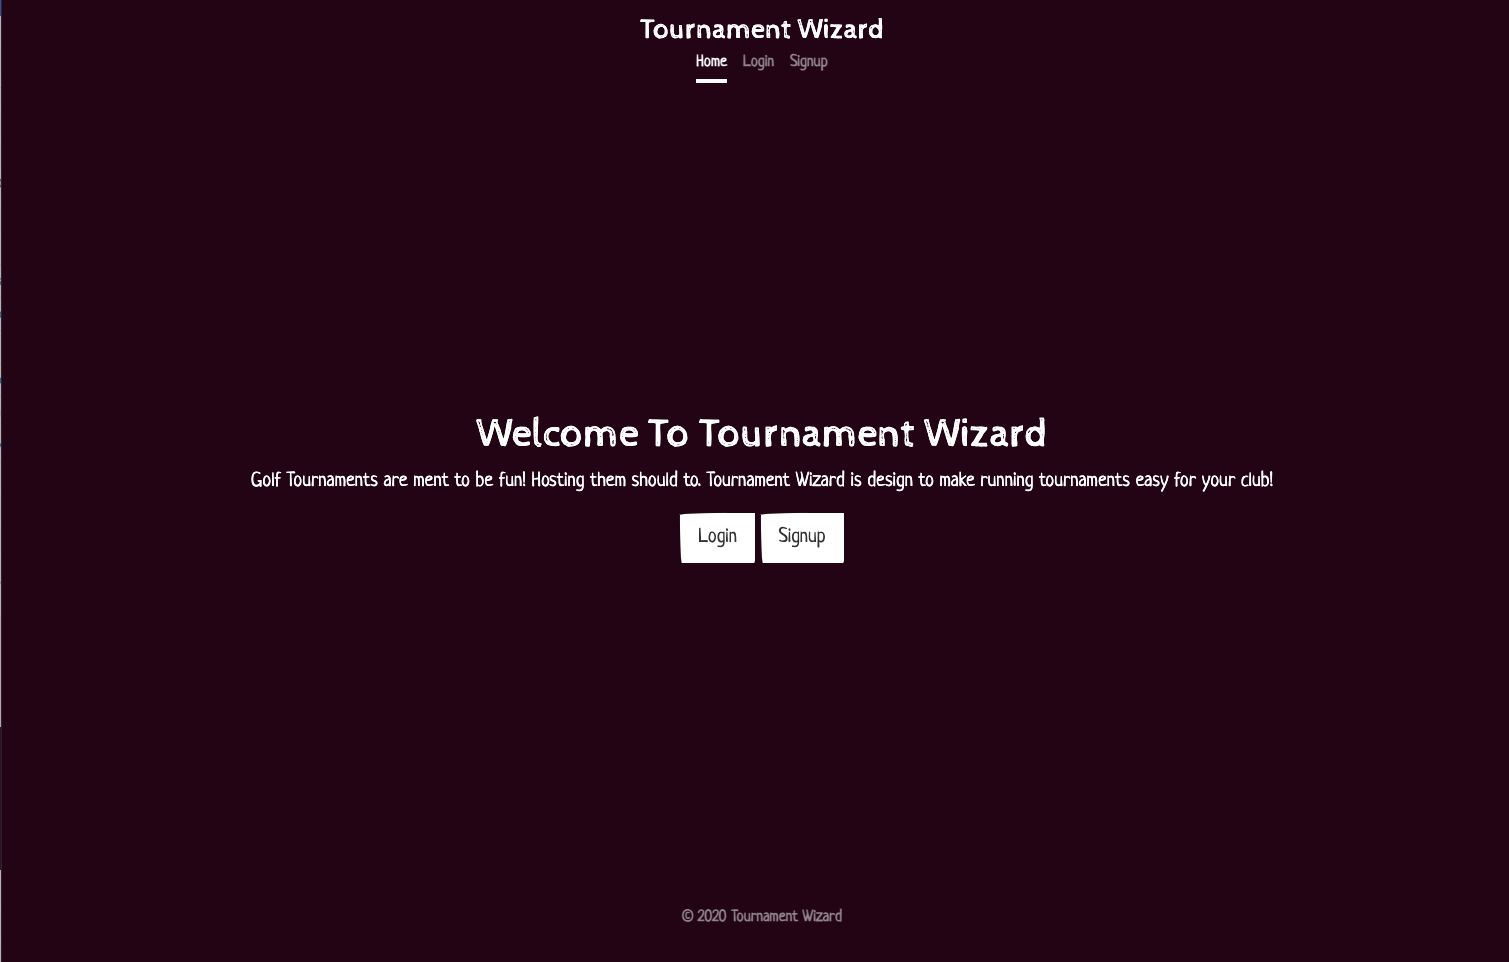 Tournament Wizard
Home Login Signup
Welcome To Tournament Wizard
Golf Tournaments are ment to be fun! Hosting them should to. Tournament Wizard is design to make running tournaments easy for your club!
Login Signup
© 2020 Tournament Wizard